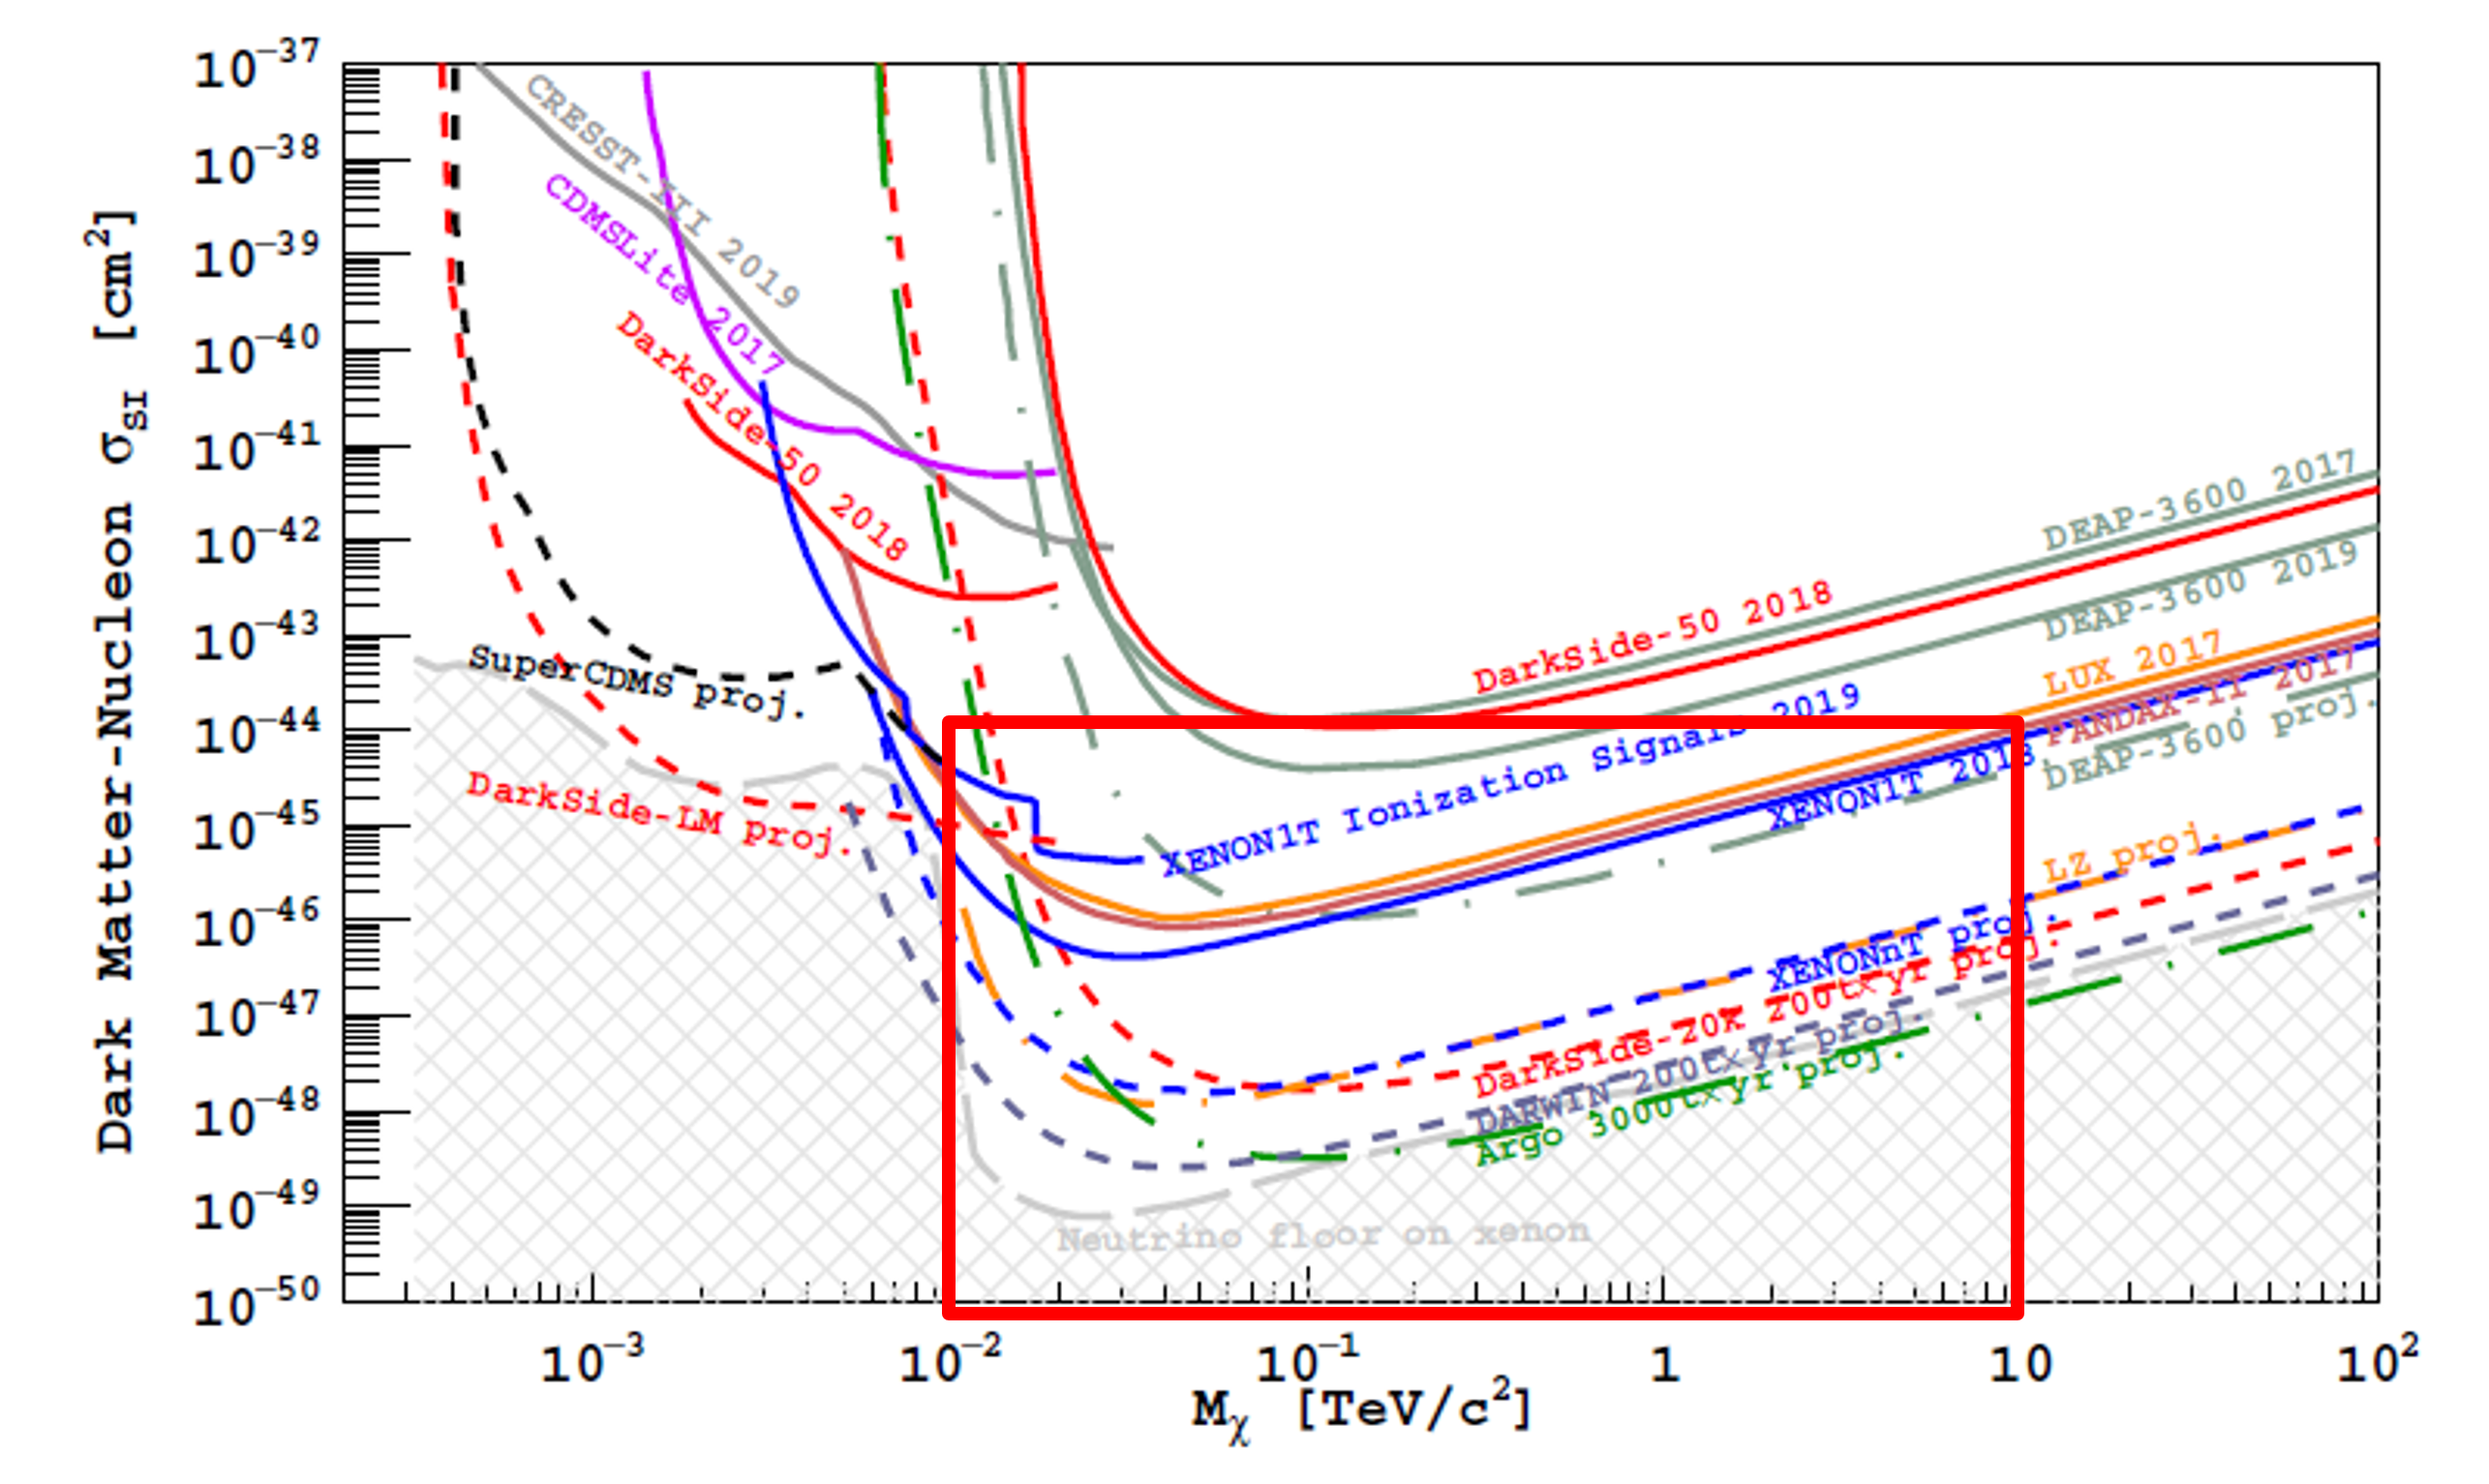 10−37
10−38
10−39
10−40
10−41
10−42
10−43
10−44
10−45
10−46
10−47
10−48
10−49
10−50
Dark Matter-Nucleon σSI [cm2]
CRESST-III 2019
CDMSLite 2017
DarkSide-50 2018
SuperCDMS proj.
DarkSide-LM proj.
DEAP-3600 2017
DarkSide-50 2018
DEAP-3600 2019
LUX 2017
PANDAX-II 2017
XENON1T Ionization Signals 2019
XENON1T 2018
DEAP-3600 proj.
LZ proj.
XENONnT proj.
DarkSide-20K 200t×yr proj.
DARWIN 200t×yr proj.
Argo 3000t×yr proj.
Neutrino floor on xenon
10−3 10−2 10−1 1 10 102
Mχ [TeV/c2]